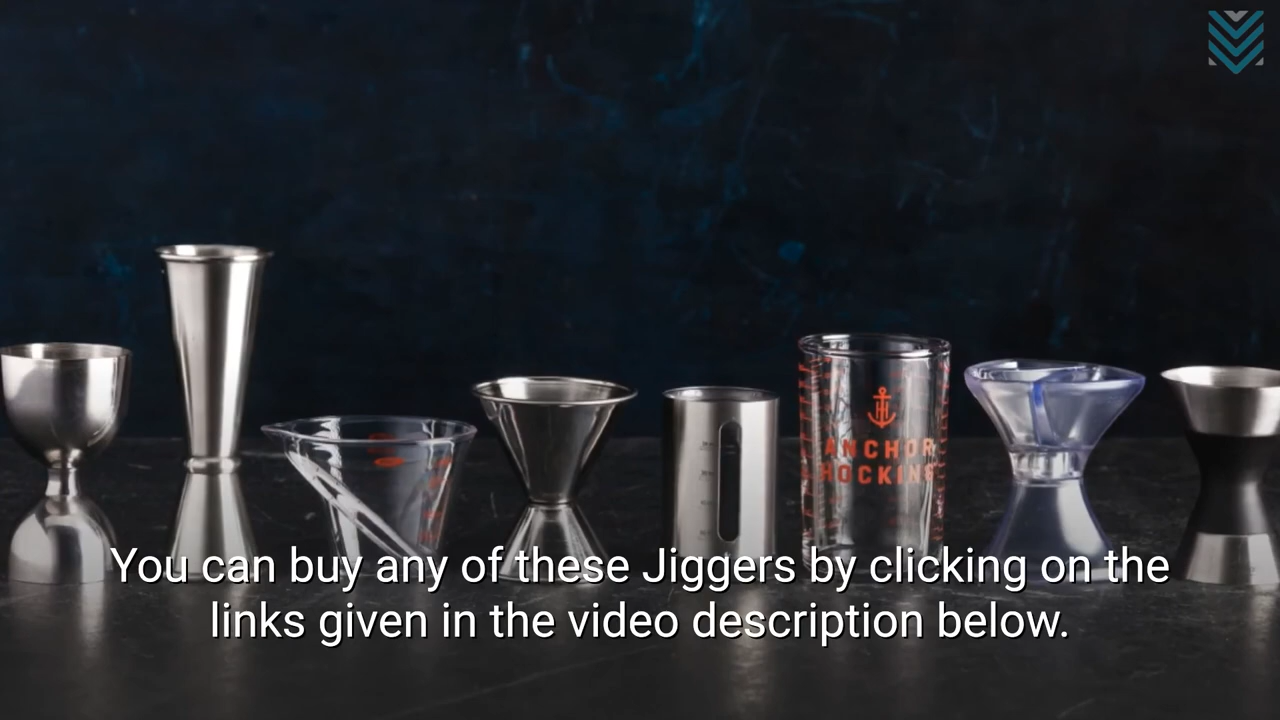 ANCHOR
HOCKING
You can buy any of these Jiggers by clicking on the
links given in the video description below.